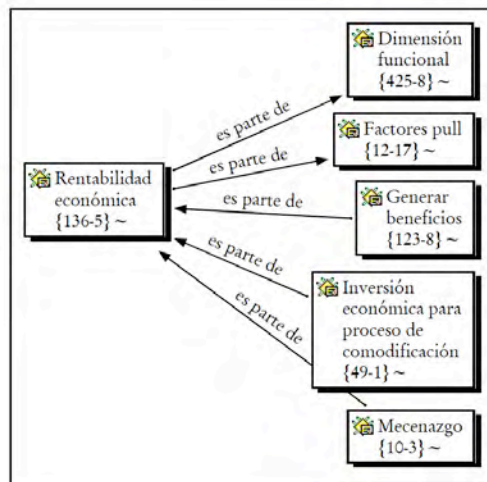 Dimensión
funcional
{425-8} ~
es parte de
Factores pull
{12-17} ~
es parte de
Rentabilidad
económica
{136-5} ~
Generar
beneficios
{123-8} ~
es parte de
Inversión
económica para
proceso de
comodificación
{49-1} ~
es parte de
es parte de
Mecenazgo
{10-3} ~